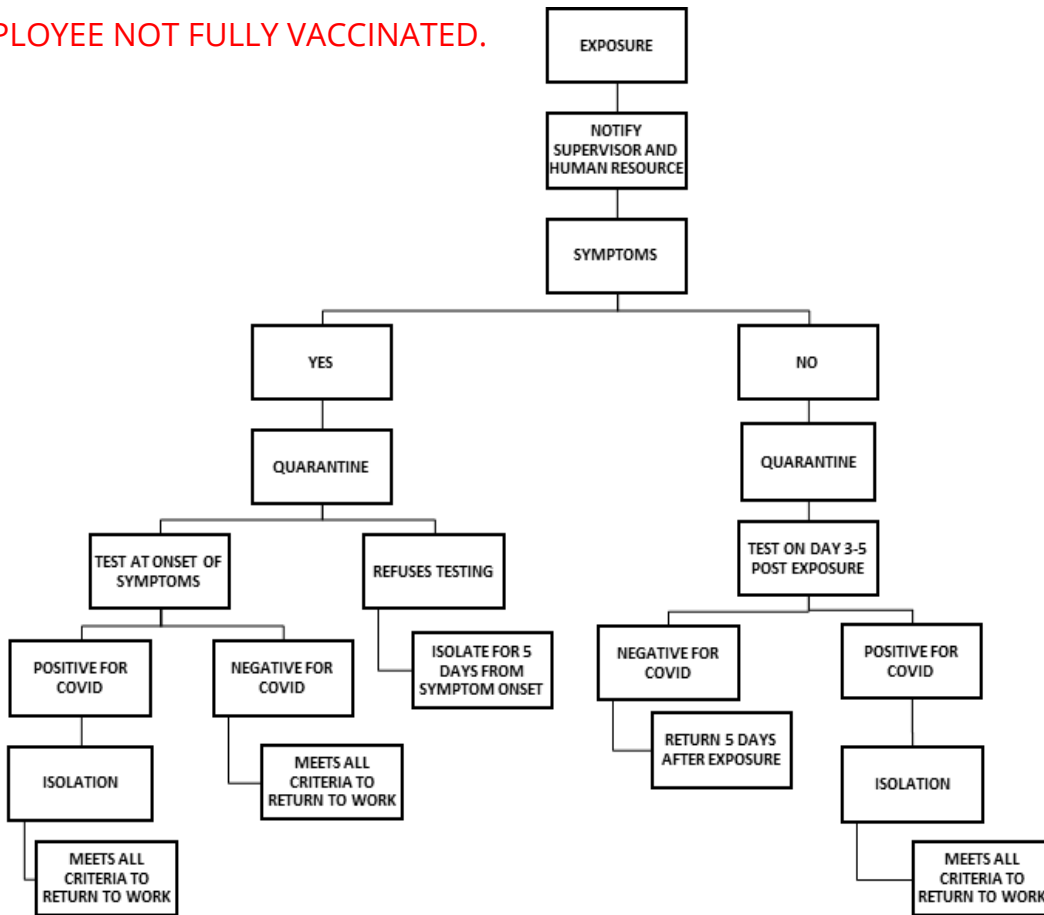 PLOYEE NOT FULLY VACCINATED.
EXPOSURE
NOTIFY
SUPERVISOR AND
HUMAN RESOURCE
SYMPTOMS
YES
NO
QUARANTINE
QUARANTINE
TEST AT ONSET OF
SYMPTOMS
REFUSES TESTING
TEST ON DAY 3-5
POST EXPOSURE
POSITIVE FOR
COVID
NEGATIVE FOR
COVID
ISOLATE FOR 5
DAYS FROM
SYMPTOM ONSET
NEGATIVE FOR
COVID
POSITIVE FOR
COVID
ISOLATION
MEETS ALL
CRITERIA TO
RETURN TO WORK
RETURN 5 DAYS
AFTER EXPOSURE
ISOLATION
MEETS ALL
CRITERIA TO
RETURN TO WORK
MEETS ALL
CRITERIA TO
RETURN TO WORK